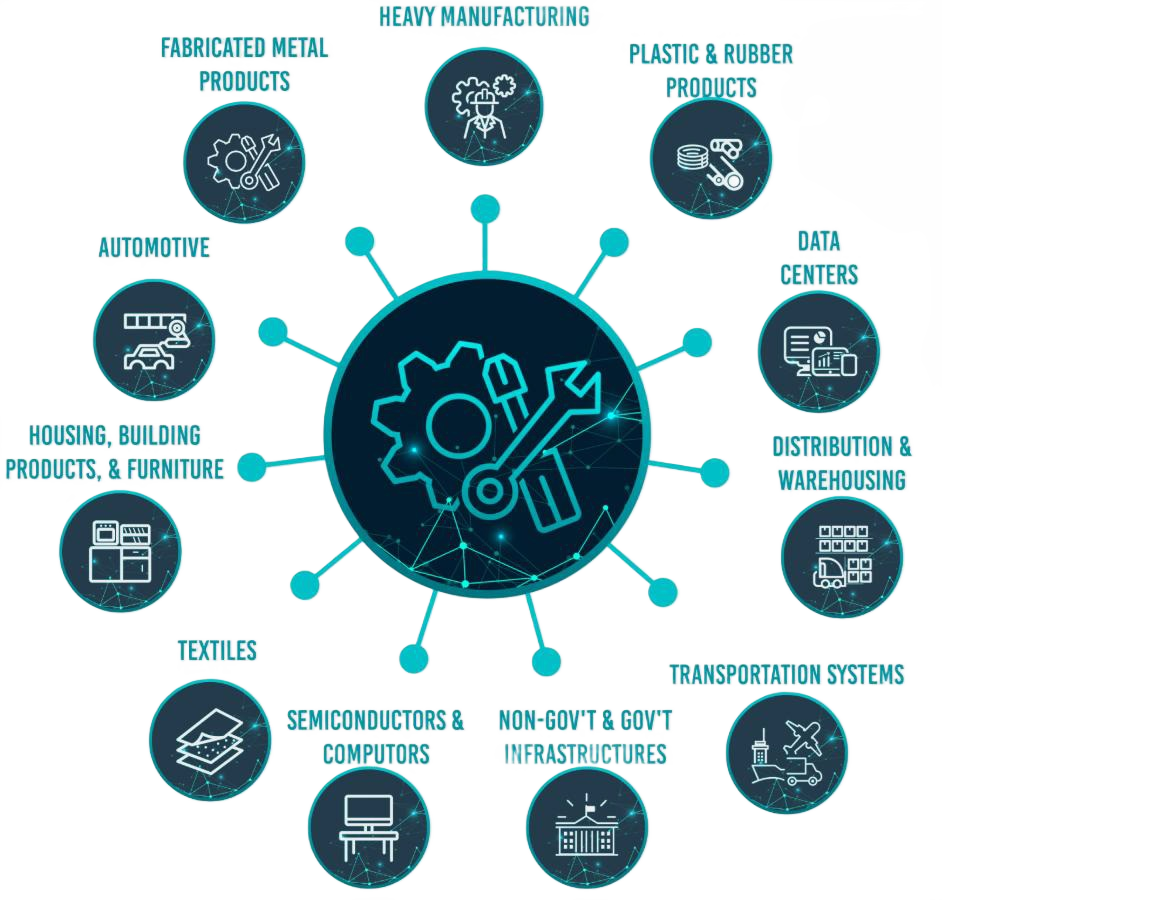 HEAVY MANUFACTURING
FABRICATED METAL
PRODUCTS
PLASTIC & RUBBER
PRODUCTS
AUTOMOTIVE
DATA
CENTERS
HOUSING, BUILDING
PRODUCTS, & FURNITURE
DISTRIBUTION &
WAREHOUSING
TEXTILES
TRANSPORTATION SYSTEMS
SEMICONDUCTORS &
COMPUTORS
NON-GOV'T & GOV'T
INFRASTRUCTURES